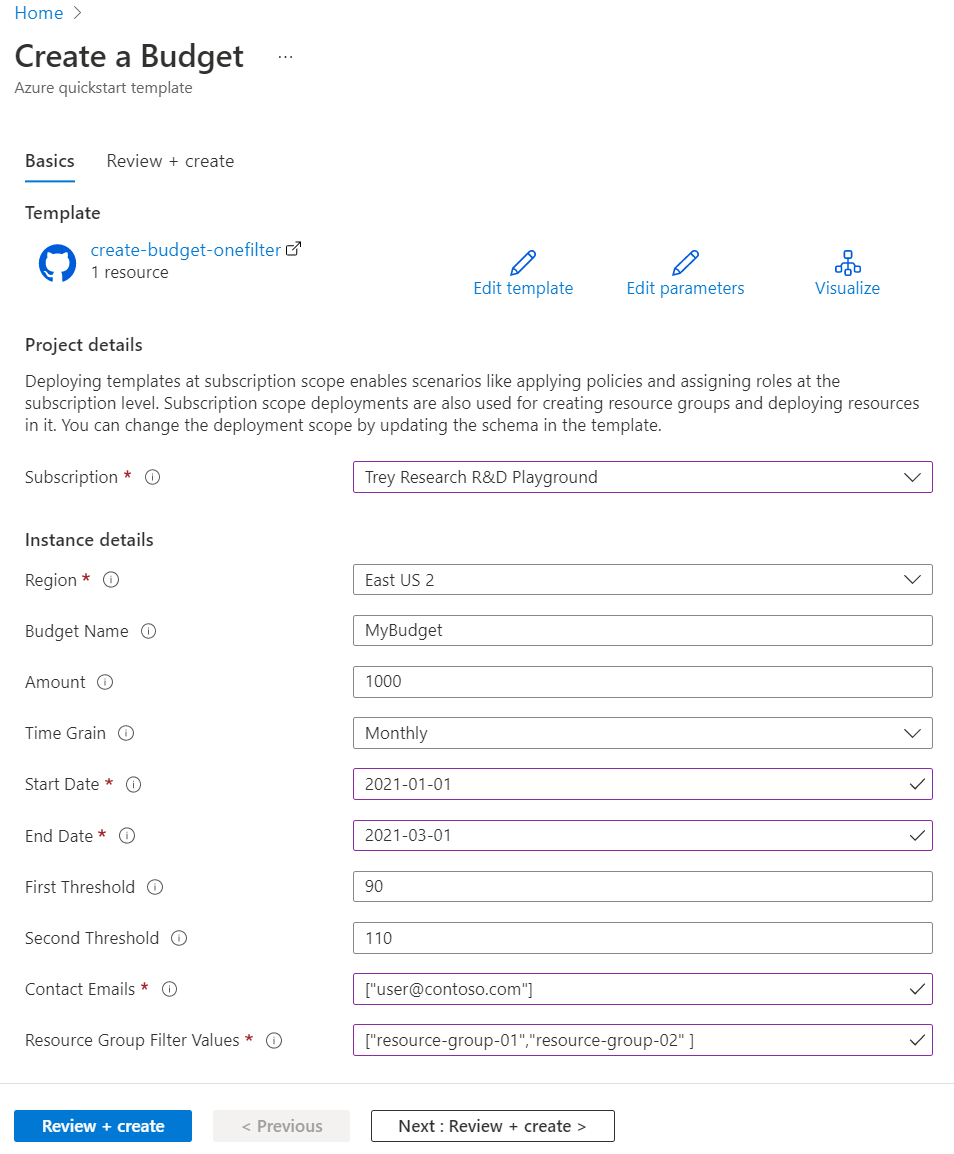 Home >
Create a Budget ...
Azure quickstart template
Basics Review + create
Template
create-budget-onefilter
1 resource
Edit template Edit parameters Visualize
Project details
Deploying templates at subscription scope enables scenarios like applying policies and assigning roles at the
subscription level. Subscription scope deployments are also used for creating resource groups and deploying resources
in it. You can change the deployment scope by updating the schema in the template.
Subscription * Trey Research R&D Playground
Instance details
Region * East US 2
Budget Name MyBudget
Amount 1000
Time Grain Monthly
Start Date * 2021-01-01
End Date * 2021-03-01
First Threshold 90
Second Threshold 110
Contact Emails * ["user@contoso.com"]
Resource Group Filter Values * ["resource-group-01","resource-group-02" ]
Review + create < Previous Next : Review + create >